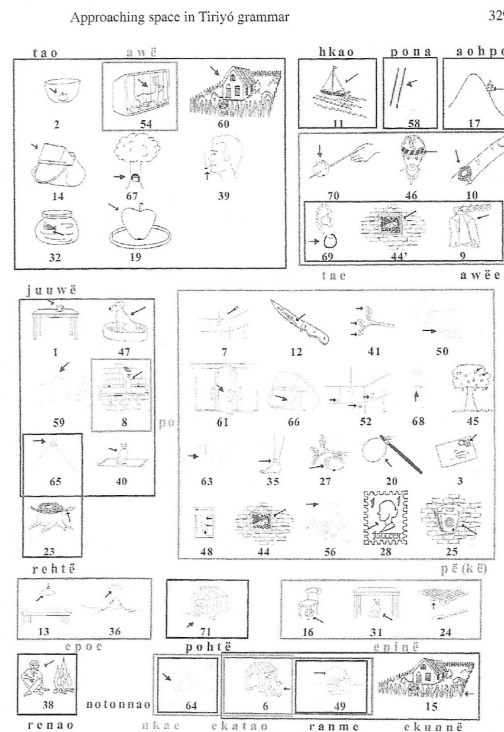 Approaching space in Tiriyó grammar 329
tao awë hkao pona aohpo
2 54 60 11 58 17
14 67 39 70 46 10
32 19 69 44' 9
tae awëe
juuwë
1 47 7 12 41 50
59 8 po 61 66 52 68 45
65 40 63 35 27 20 3
23 48 44 56 28 25
rehtë pë (kë)
13 36 71 16 31 24
epoe pohtë epinë
38 notonnao 64 6 49 15
renao nkae ekatao ranme ekunnë